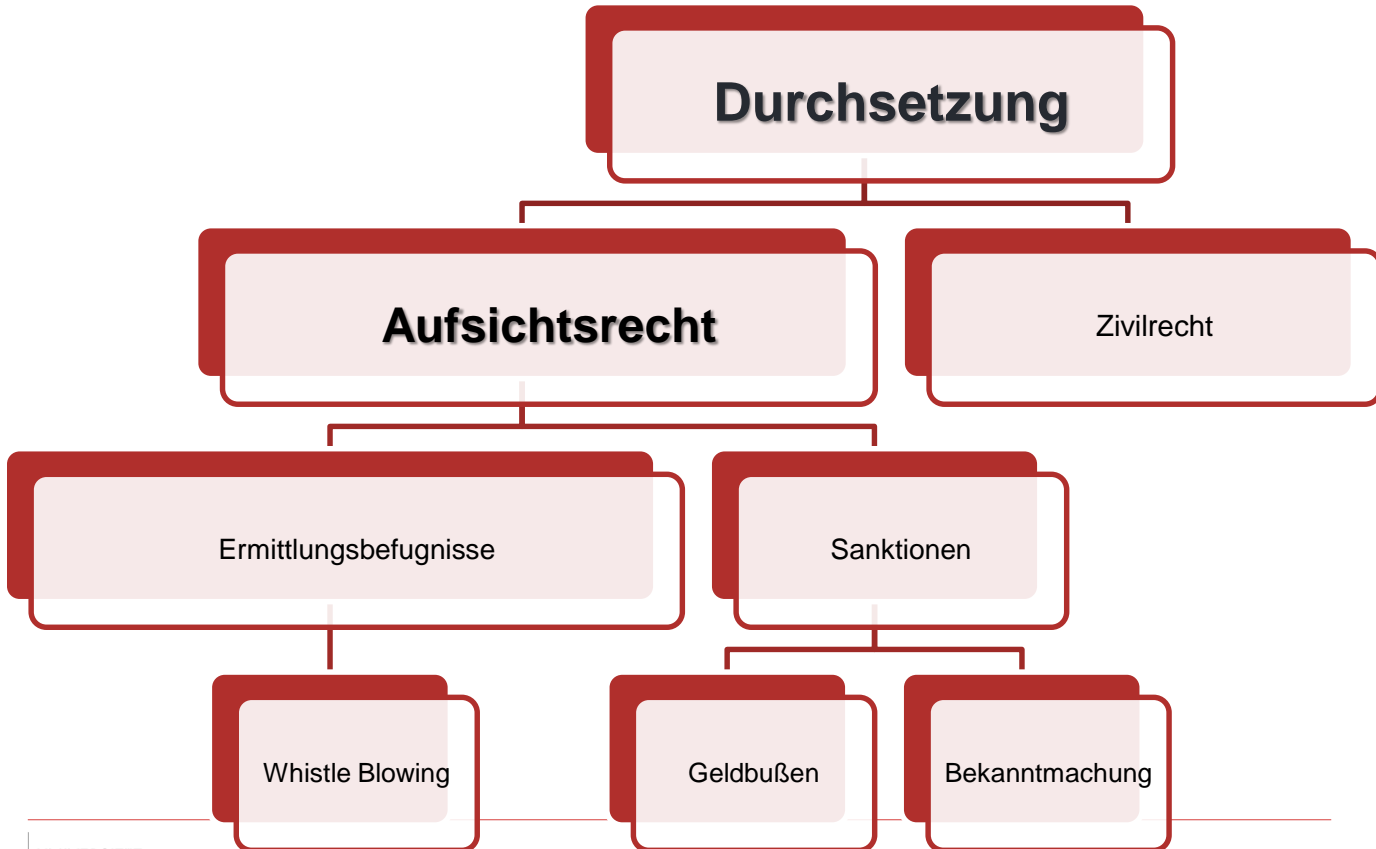 Durchsetzung
Aufsichtsrecht
Zivilrecht
Ermittlungsbefugnisse
Sanktionen
Whistle Blowing
Geldbußen
Bekanntmachung